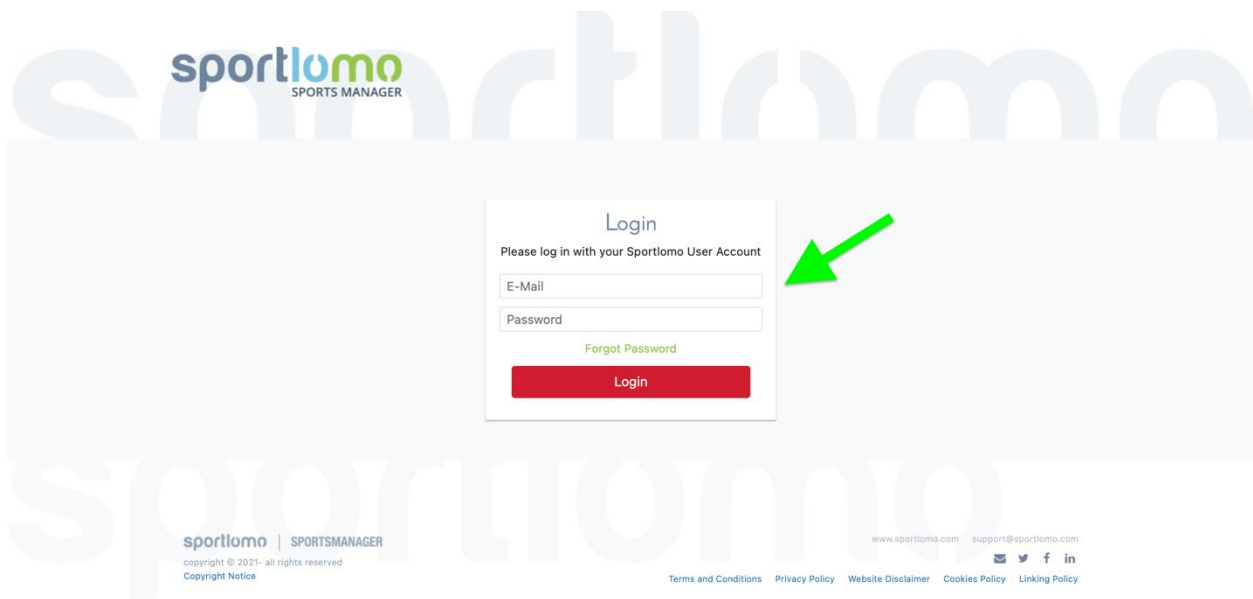 sportlomo
sportlomo
SPORTS MANAGER
Login
Please log in with your Sportlomo User Account
E-Mail
Password
Forgot Password
Login
sportlomo
sportlomo | SPORTSMANAGER
www.sportlomo.com support@sportlomo.com
copyright © 2021- all rights reserved
Copyright Notice
Terms and Conditions Privacy Policy Website Disclaimer Cookies Policy Linking Policy